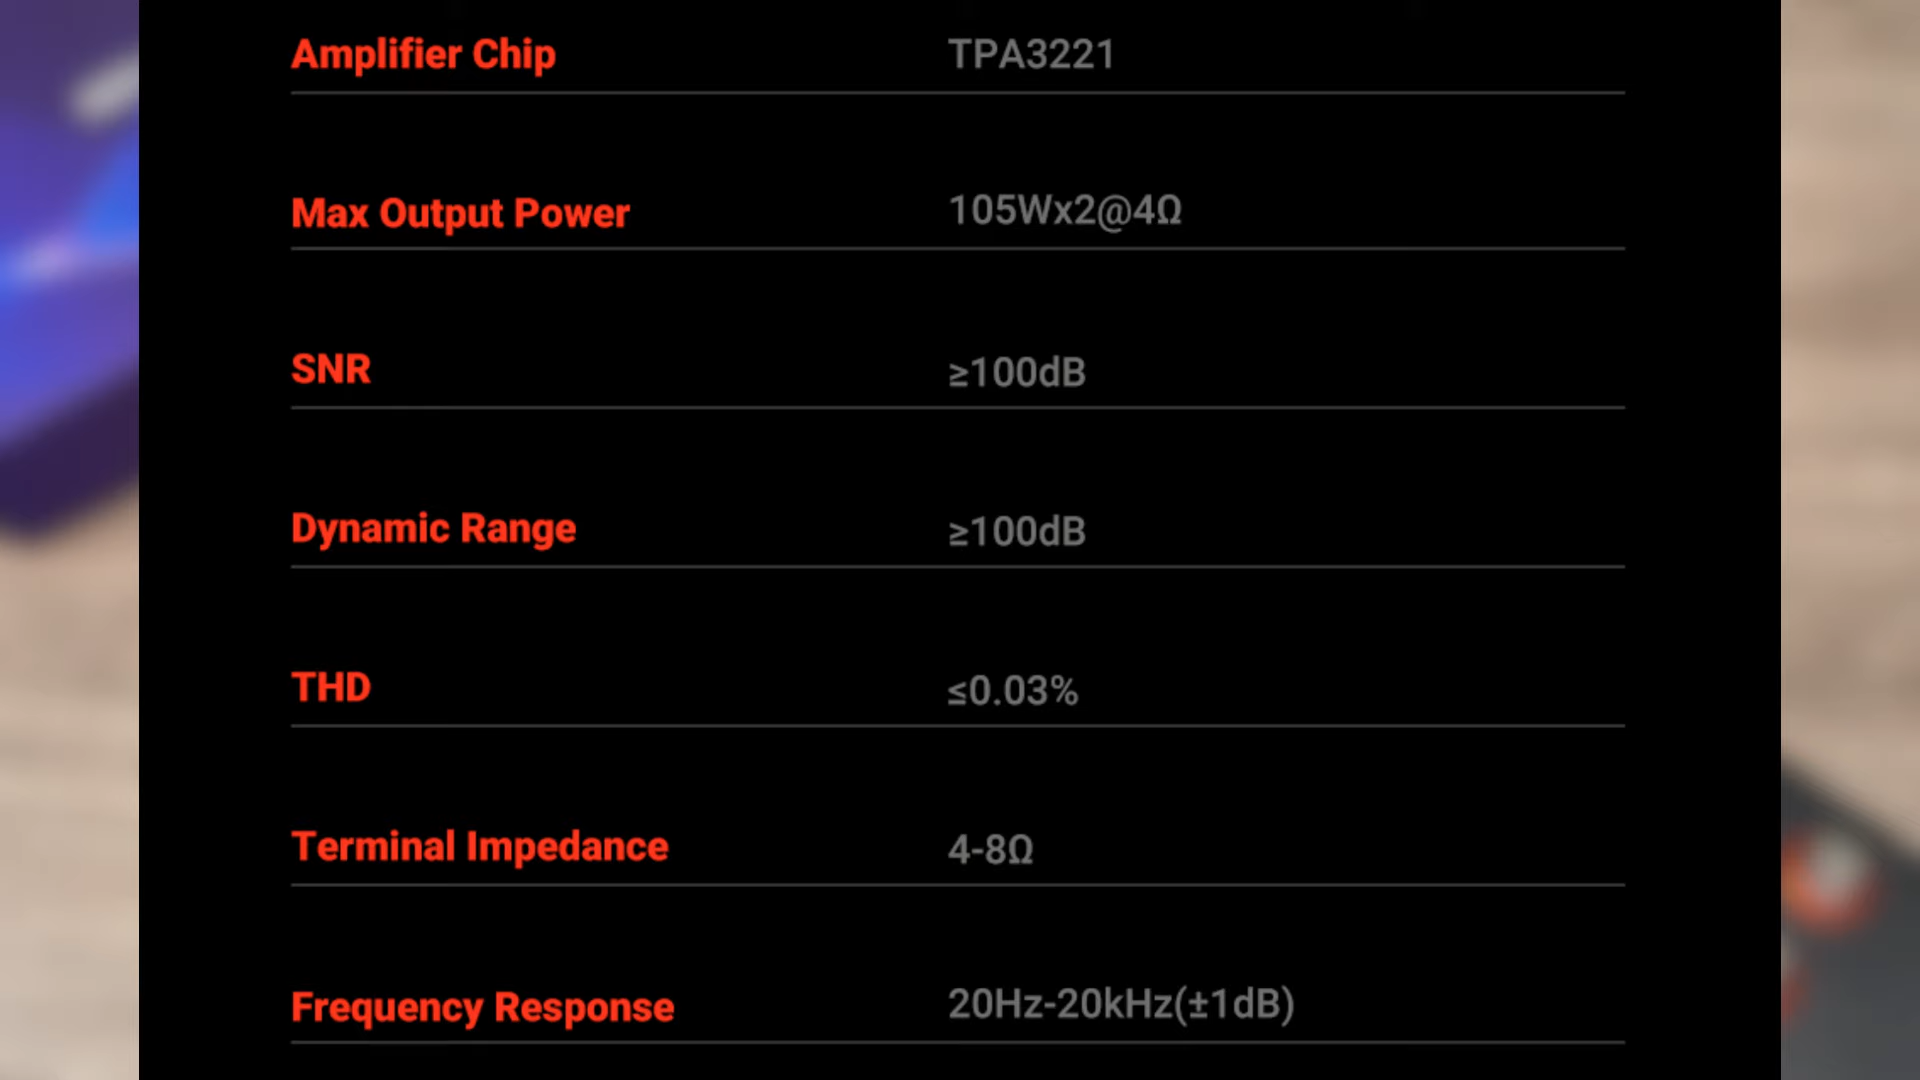 Amplifier Chip TPA3221
Max Output Power 105Wx2@4Ω
SNR ≥100dB
Dynamic Range ≥100dB
THD ≤0.03%
Terminal Impedance 4-8Ω
Frequency Response 20Hz-20kHz(±1dB)